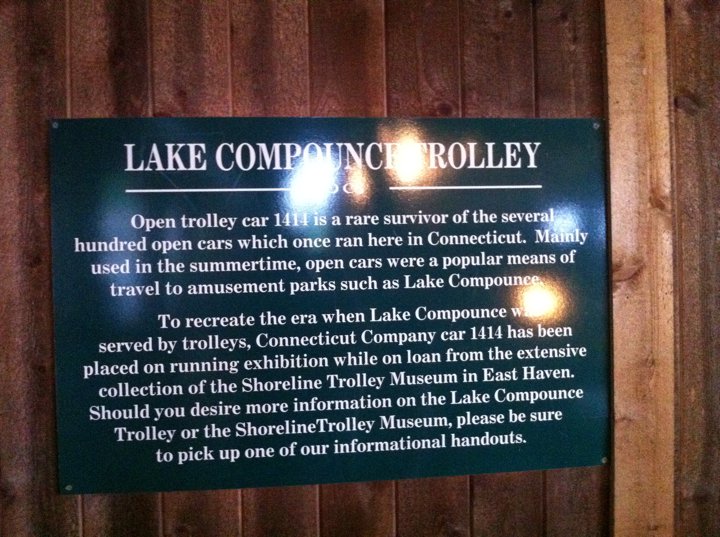 LAKE COMPOUNCE TROLLEY
Open trolley car 1414 is a rare survivor of the several
hundred open cars which once ran here in Connecticut. Mainly
used in the summertime, open cars were a popular means of
travel to amusement parks such as Lake Compounce.
To recreate the era when Lake Compounce was
served by trolleys, Connecticut Company car 1414 has been
placed on running exhibition while on loan from the extensive
collection of the Shoreline Trolley Museum in East Haven.
Should you desire more information on the Lake Compounce
Trolley or the ShorelineTrolley Museum, please be sure
to pick up one of our informational handouts.